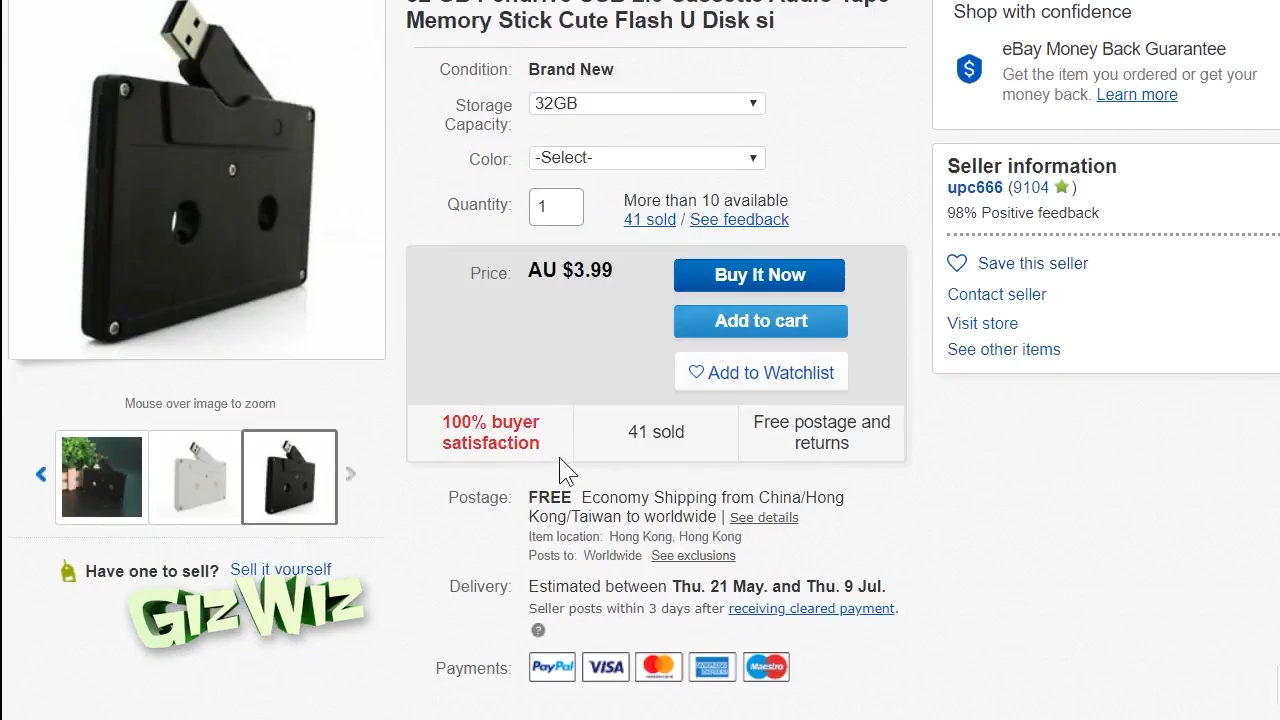 Memory Stick Cute Flash U Disk si
Condition: Brand New
Storage Capacity: 32GB
Color: -Select-
Quantity: 1
More than 10 available
41 sold / See feedback
Price: AU $3.99
Buy It Now
Add to cart
Add to Watchlist
100% buyer satisfaction
41 sold
Free postage and returns
Postage: FREE Economy Shipping from China/Hong
Kong/Taiwan to worldwide | See details
Item location: Hong Kong, Hong Kong
Posts to: Worldwide See exclusions
Delivery: Estimated between Thu. 21 May. and Thu. 9 Jul.
Seller posts within 3 days after receiving cleared payment.
?
Payments: PayPal VISA MasterCard AMERICAN EXPRESS Maestro
Mouse over image to zoom
Have one to sell? Sell it yourself
GizWiz
Shop with confidence
eBay Money Back Guarantee
Get the item you ordered or get your
money back. Learn more
Seller information
upc666 (9104)
98% Positive feedback
Save this seller
Contact seller
Visit store
See other items